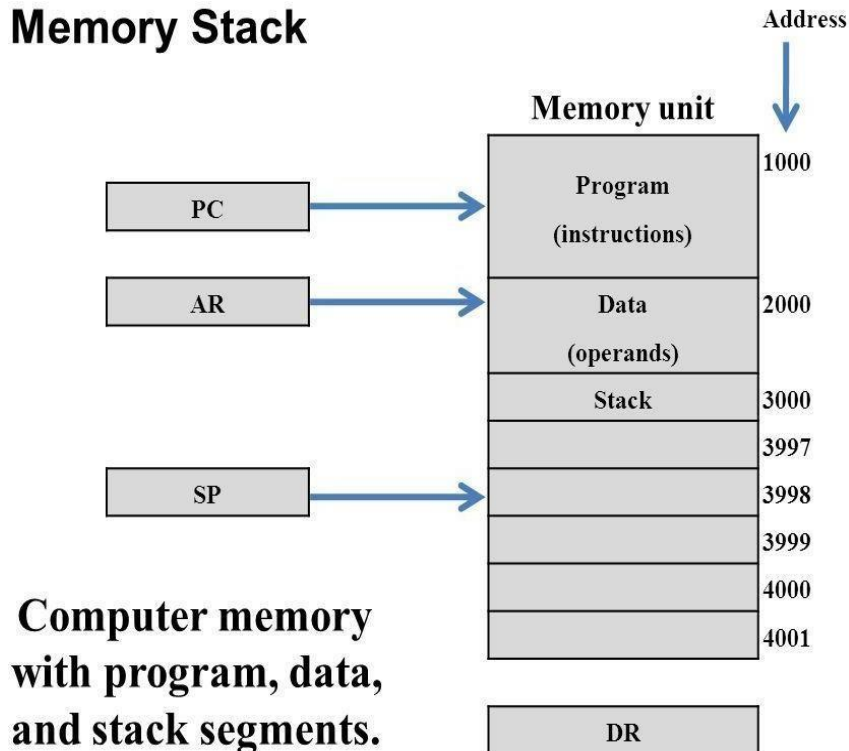 Memory Stack
Address
Memory unit
1000
Program
(instructions)
PC
AR
Data
2000
(operands)
Stack
3000
3997
SP
3998
3999
4000
4001
Computer memory
with program, data,
and stack segments.
DR